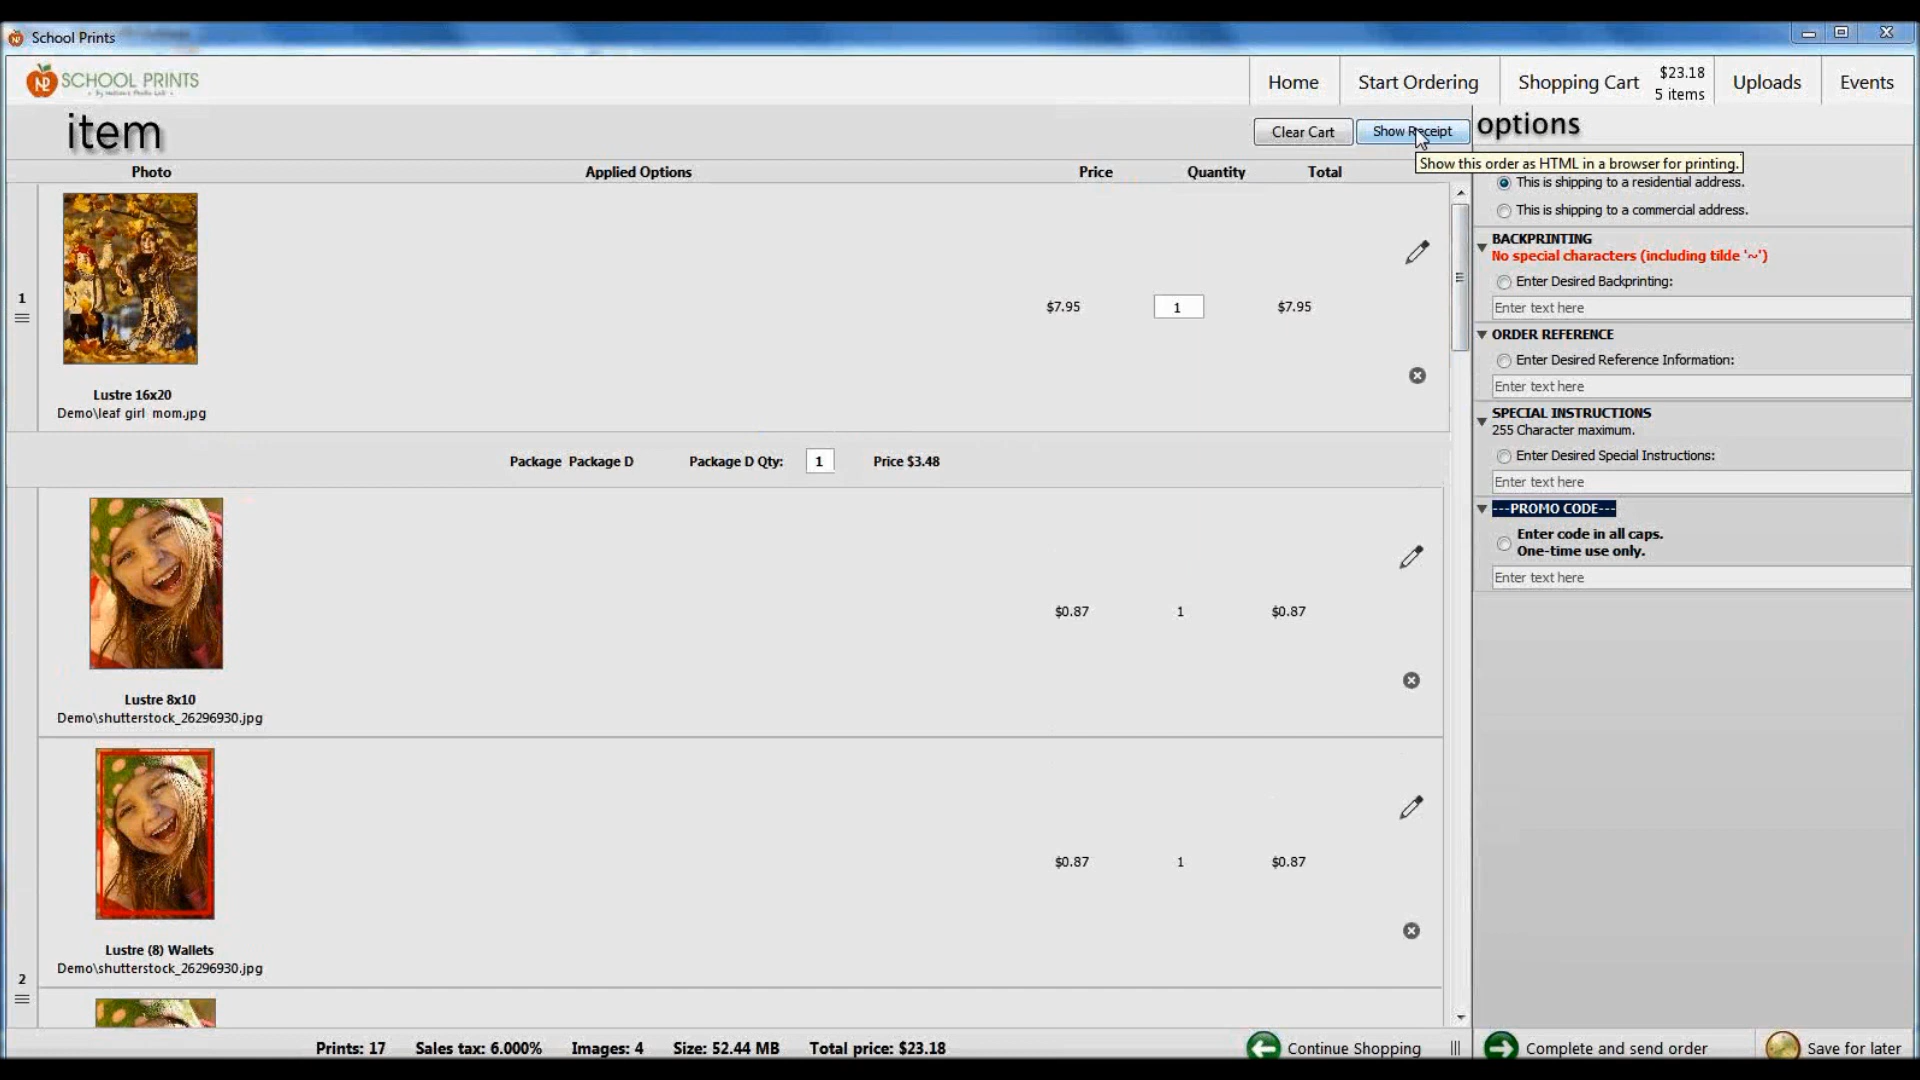 School Prints
SCHOOL PRINTS
Home
Start Ordering
Shopping Cart
$23.18
5 items
Uploads
Events
item
Clear Cart
Show Receipt
options
Show this order as HTML in a browser for printing.
Photo
Applied Options
Price
Quantity
Total
This is shipping to a residential address.
This is shipping to a commercial address.
BACKPRINTING
No special characters (including tilde '~')
Enter Desired Backprinting:
Enter text here
ORDER REFERENCE
Enter Desired Reference Information:
Enter text here
SPECIAL INSTRUCTIONS
255 Character maximum.
Enter Desired Special Instructions:
Enter text here
---PROMO CODE---
Enter code in all caps.
One-time use only.
Enter text here
1
$7.95
1
$7.95
Lustre 16x20
Demo\leaf girl mom.jpg
Package Package D
Package D Qty:
1
Price $3.48
$0.87
1
$0.87
Lustre 8x10
Demo\shutterstock_26296930.jpg
$0.87
1
$0.87
Lustre (8) Wallets
Demo\shutterstock_26296930.jpg
2
Prints: 17
Sales tax: 6.000%
Images: 4
Size: 52.44 MB
Total price: $23.18
Continue Shopping
Complete and send order
Save for later